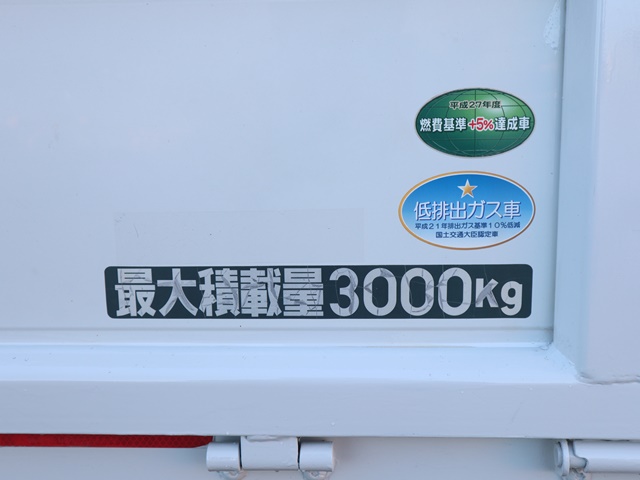 平成27年度
燃費基準+5%達成車
低排出ガス車
平成21年排出ガス基準10%低減
国土交通大臣認定車
最大積載量3000Kg